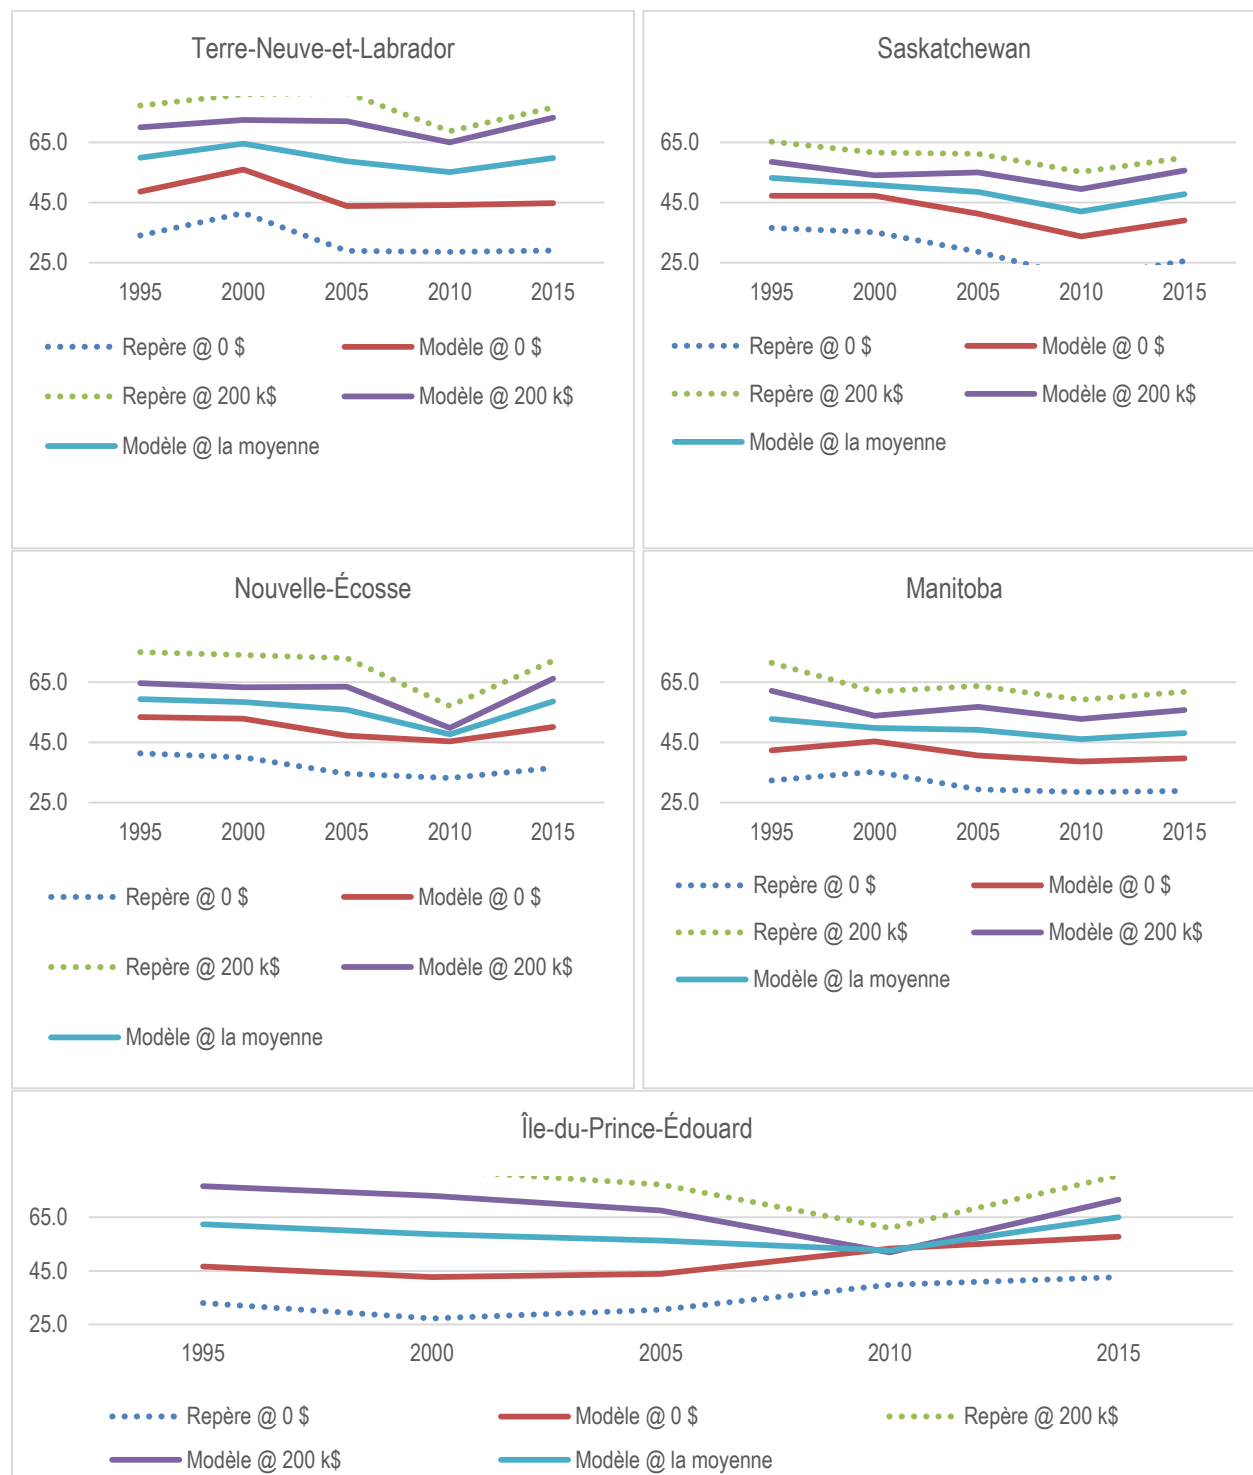 Terre-Neuve-et-Labrador
65.0
45.0
25.0
1995 2000 2005 2010 2015
Repère @ 0 $ Modèle @ 0 $
Repère @ 200 k$ Modèle @ 200 k$
Modèle @ la moyenne
Saskatchewan
65.0
45.0
25.0
1995 2000 2005 2010 2015
Repère @ 0 $ Modèle @ 0 $
Repère @ 200 k$ Modèle @ 200 k$
Modèle @ la moyenne
Nouvelle-Écosse
65.0
45.0
25.0
1995 2000 2005 2010 2015
Repère @ 0 $ Modèle @ 0 $
Repère @ 200 k$ Modèle @ 200 k$
Modèle @ la moyenne
Manitoba
65.0
45.0
25.0
1995 2000 2005 2010 2015
Repère @ 0 $ Modèle @ 0 $
Repère @ 200 k$ Modèle @ 200 k$
Modèle @ la moyenne
Île-du-Prince-Édouard
65.0
45.0
25.0
1995 2000 2005 2010 2015
Repère @ 0 $ Modèle @ 0 $ Repère @ 200 k$
Modèle @ 200 k$ Modèle @ la moyenne